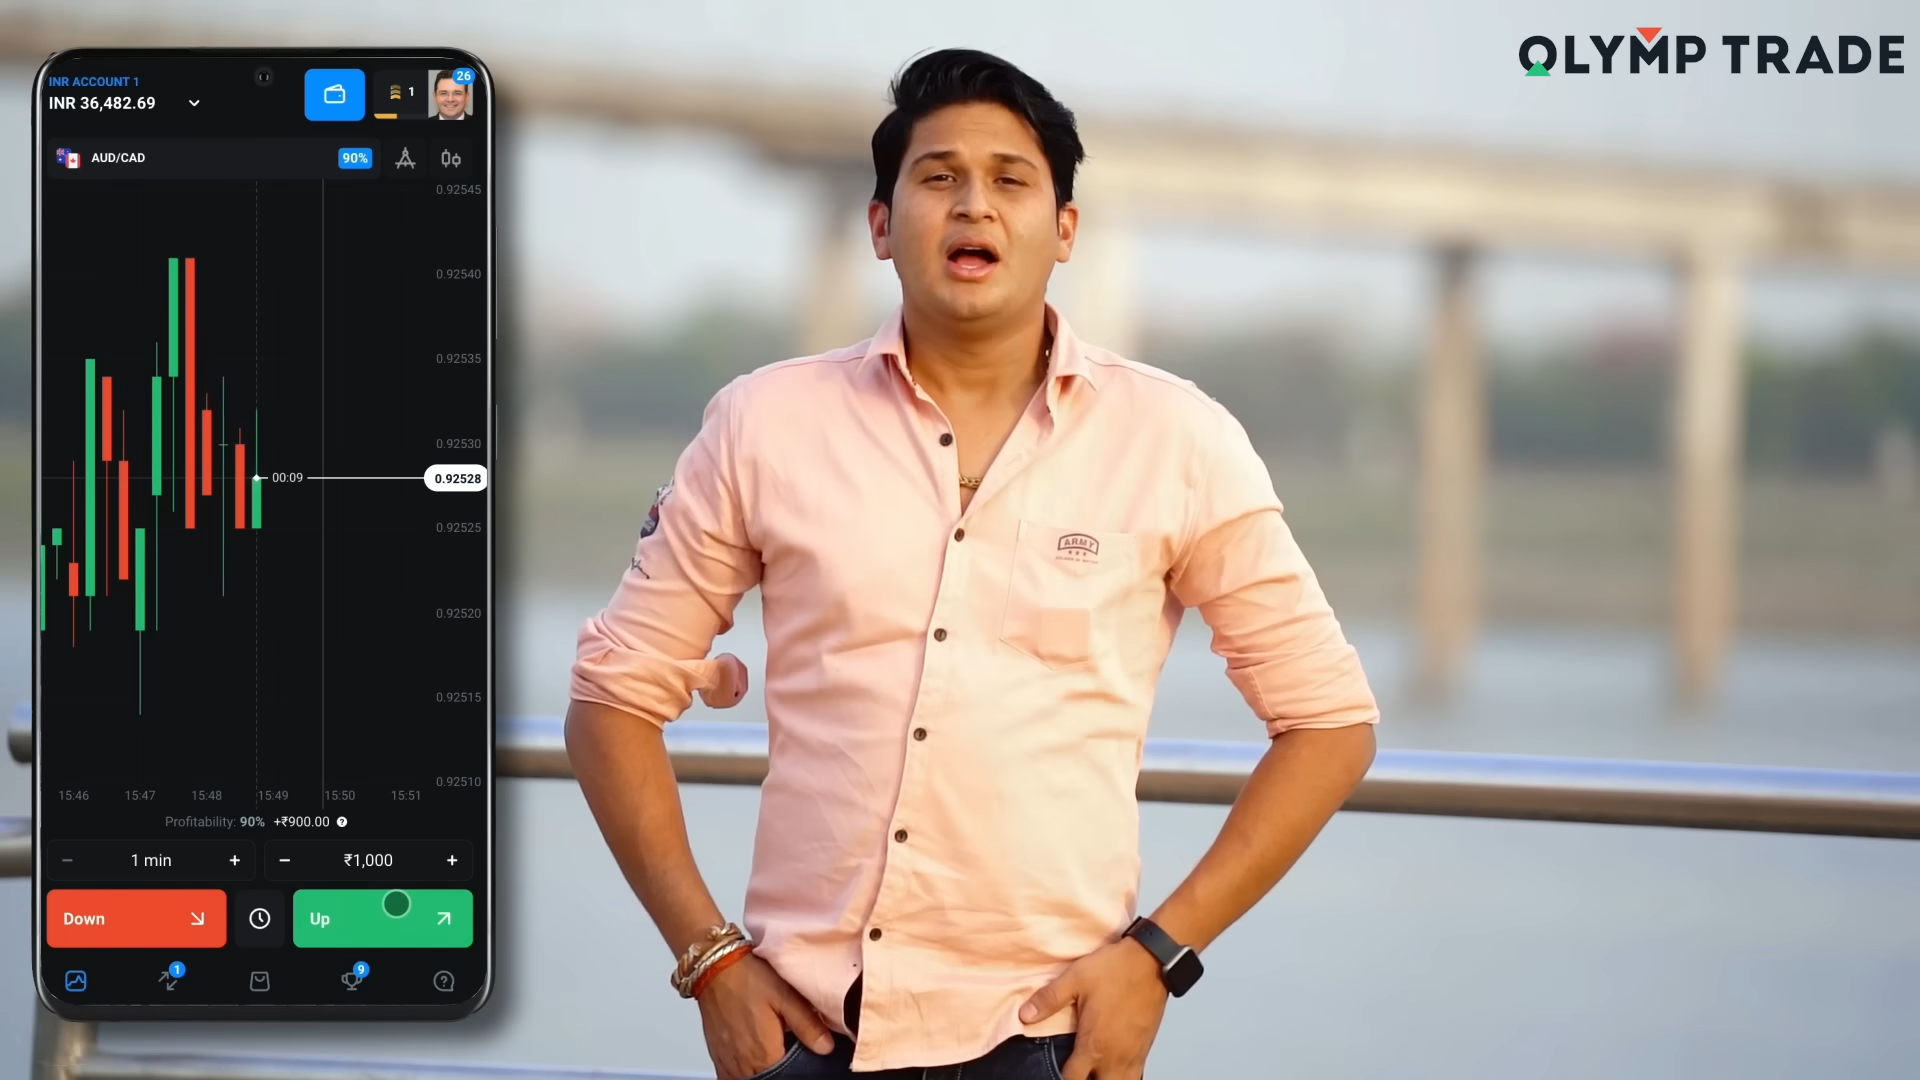 OLYMP TRADE
INR ACCOUNT 1
INR 36,482.69
1
26
AUD/CAD
90%
0.92545
0.92540
0.92535
0.92530
00:09
0.92528
0.92525
0.92520
0.92515
0.92510
15:46 15:47 15:48 15:49 15:50 15:51
Profitability: 90% +₹900.00 ?
− 1 min + − ₹1,000 +
Down Up
1 9
ARMY